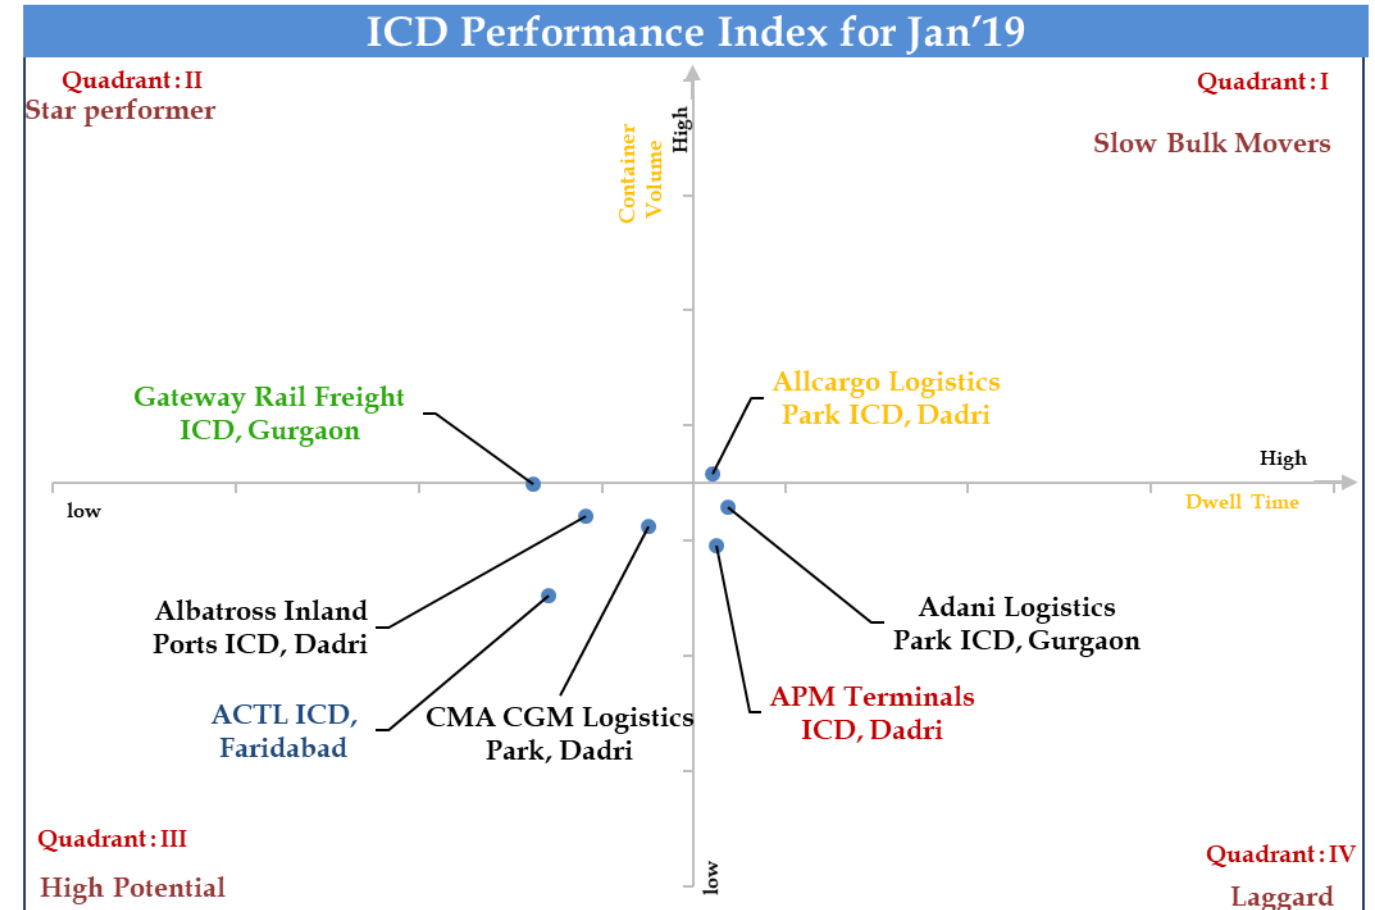 ICD Performance Index for Jan'19
Quadrant: II
Star performer
Quadrant: I
Slow Bulk Movers
High
Container
Volume
Gateway Rail Freight
ICD, Gurgaon
Allcargo Logistics
Park ICD, Dadri
High
Dwell Time
low
Albatross Inland
Ports ICD, Dadri
Adani Logistics
Park ICD, Gurgaon
ACTL ICD,
Faridabad
CMA CGM Logistics
Park, Dadri
APM Terminals
ICD, Dadri
Quadrant: III
High Potential
low
Quadrant: IV
Laggard